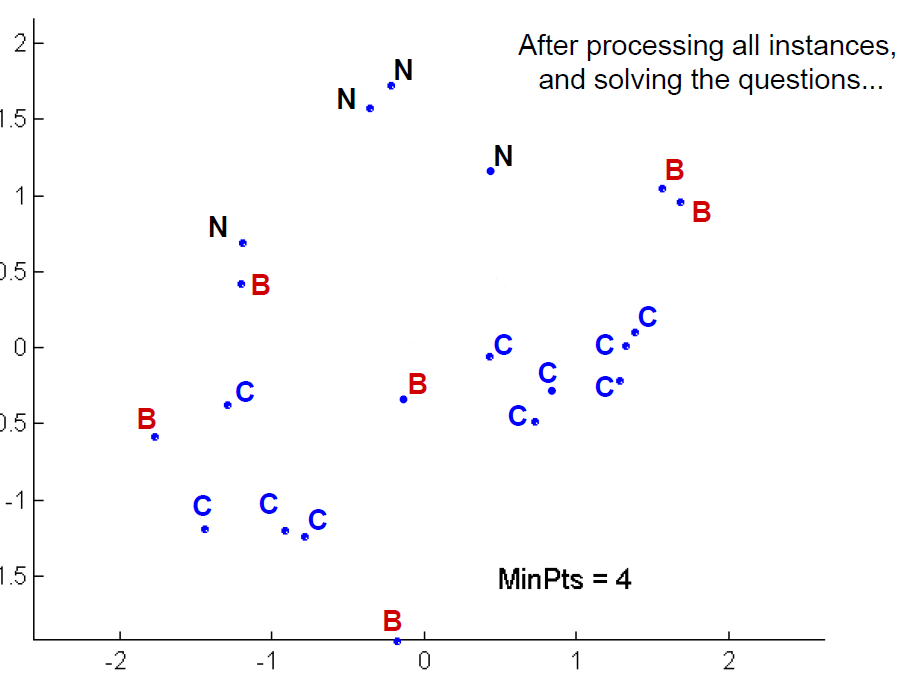 After processing all instances,
and solving the questions...
2
N
N
1.5
N
B
1
B
N
0.5
B
C
0
C
C
C
C
B
C
B
0.5
C
-1
C
C
C
1.5
MinPts = 4
B
-2
-1
0
1
2